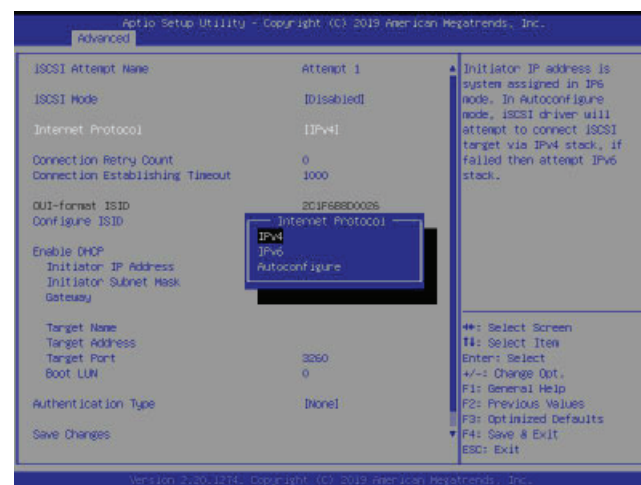 Aptio Setup Utility - Copyright (C) 2019 American Megatrends, Inc.
Advanced
iSCSI Attempt Name Attempt 1
iSCSI Mode [Disabled]
Internet Protocol [IPv4]
Connection Retry Count 0
Connection Establishing Timeout 1000
OUI-format ISID
Configure ISID
Internet Protocol
IPv4
IPv6
Autoconfigure
Enable DHCP
Initiator IP Address
Initiator Subnet Mask
Gateway
Target Name
Target Address
Target Port 3260
Boot LUN 0
Authentication Type [None]
Save Changes
Initiator IP address is
system assigned in IP6
mode. In Autoconfigure
mode, iSCSI driver will
attempt to connect iSCSI
target via IPv4 stack, if
failed then attempt IPv6
stack.
: Select Screen
: Select Item
Enter: Select
+/-: Change Opt.
F1: General Help
F2: Previous Values
F3: Optimized Defaults
F4: Save & Exit
ESC: Exit
Version 2.20.1274. Copyright (C) 2019 American Megatrends, Inc.